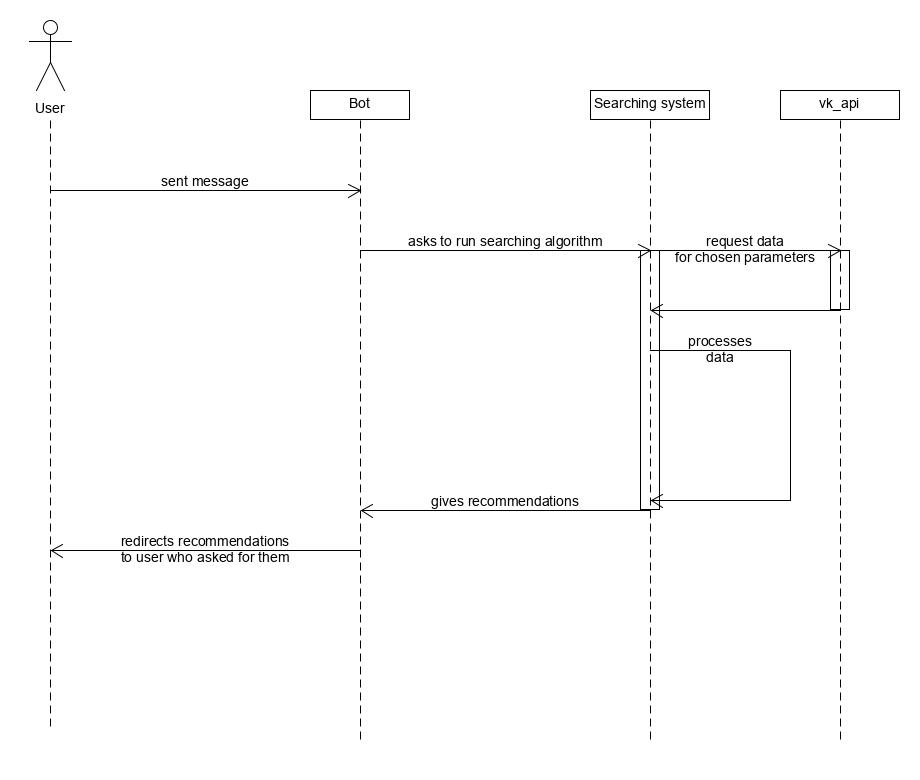 User
Bot
Searching system
vk_api
sent message
asks to run searching algorithm
request data
for chosen parameters
processes
data
gives recommendations
redirects recommendations
to user who asked for them